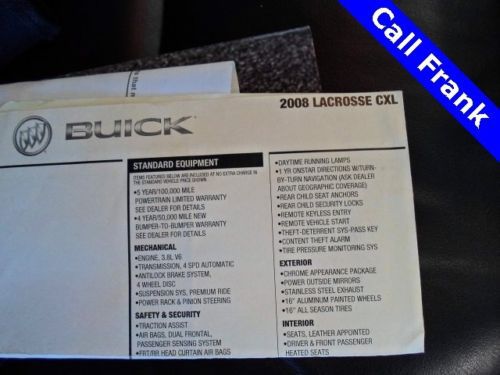 Call Frank
2008 LACROSSE CXL
BUICK
STANDARD EQUIPMENT
ITEMS FEATURED BELOW ARE INCLUDED AT NO EXTRA CHARGE IN
THE STANDARD VEHICLE PRICE SHOWN
•5 YEAR/100,000 MILE
POWERTRAIN LIMITED WARRANTY
SEE DEALER FOR DETAILS
•4 YEAR/50,000 MILE NEW
BUMPER-TO-BUMPER WARRANTY
SEE DEALER FOR DETAILS
MECHANICAL
•ENGINE, 3.8L V6
•TRANSMISSION, 4 SPD AUTOMATIC
•ANTILOCK BRAKE SYSTEM,
4 WHEEL DISC
•SUSPENSION SYS, PREMIUM RIDE
•POWER RACK & PINION STEERING
SAFETY & SECURITY
•TRACTION ASSIST
•AIR BAGS, DUAL FRONTAL,
PASSENGER SENSING SYSTEM
•FRT/RR HEAD CURTAIN AIR BAGS
•DAYTIME RUNNING LAMPS
•1 YR ONSTAR DIRECTIONS W/TURN-
BY-TURN NAVIGATION (ASK DEALER
ABOUT GEOGRAPHIC COVERAGE)
•REAR CHILD SEAT ANCHORS
•REAR CHILD SECURITY LOCKS
•REMOTE KEYLESS ENTRY
•REMOTE VEHICLE START
•THEFT-DETERRENT SYS-PASS KEY
•CONTENT THEFT ALARM
•TIRE PRESSURE MONITORING SYS
EXTERIOR
•CHROME APPEARANCE PACKAGE
•POWER OUTSIDE MIRRORS
•STAINLESS STEEL EXHAUST
•16" ALUMINUM PAINTED WHEELS
•16" ALL SEASON TIRES
INTERIOR
•SEATS, LEATHER APPOINTED
•DRIVER & FRONT PASSENGER
HEATED SEATS